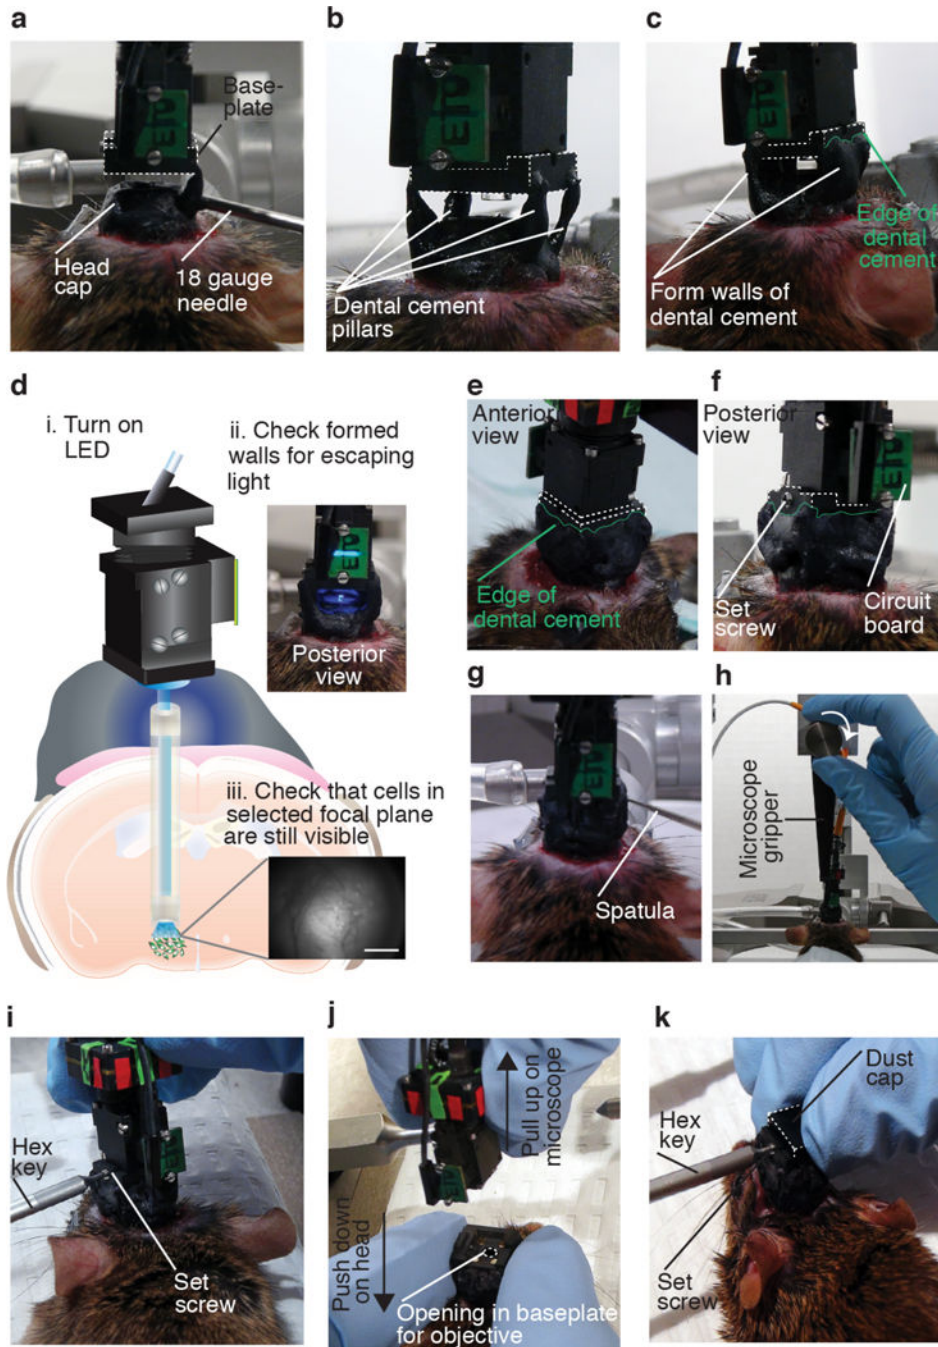 a
Base-
plate
Head
cap
18 gauge
needle
b
Dental cement
pillars
c
Edge of
dental
cement
Form walls of
dental cement
d
i. Turn on
LED
ii. Check formed
walls for escaping
light
Posterior
view
iii. Check that cells in
selected focal plane
are still visible
e
Anterior
view
Edge of
dental cement
f
Posterior
view
Set
screw
Circuit
board
g
Spatula
h
Microscope
gripper
i
Hex
key
Set
screw
j
Pull up on
microscope
Push down
on head
Opening in baseplate
for objective
k
Dust
cap
Hex
key
Set
screw